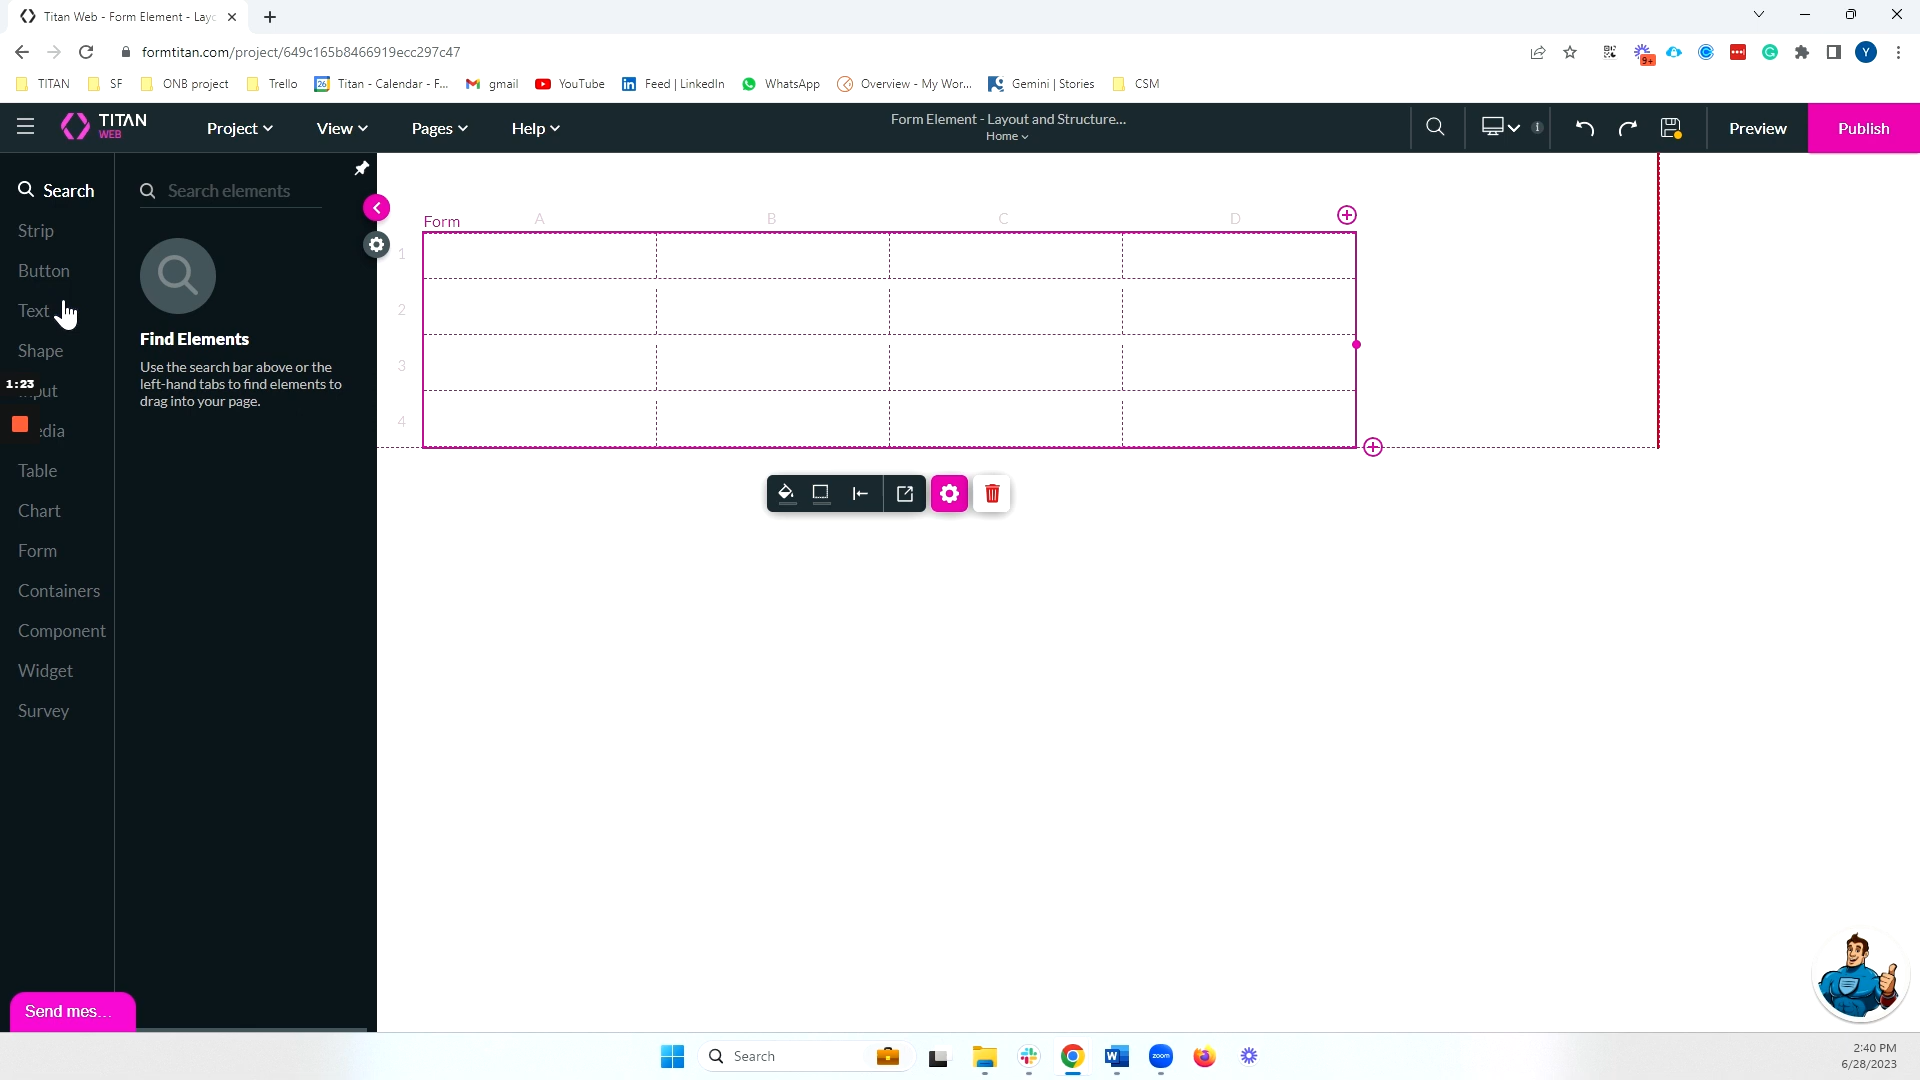 Titan Web - Form Element - Layo
formtitan.com/project/649c165b8466919ecc297c47
9+
Y
TITAN
SF
ONB project
Trello
26
Titan - Calendar - F...
gmail
YouTube
Feed | LinkedIn
WhatsApp
Overview - My Wor...
Gemini | Stories
CSM
TITAN
WEB
Project
View
Pages
Help
Form Element - Layout and Structure...
Home
Preview
Publish
Search
Search elements
Strip
Button
Text
Shape
1:23
put
dia
Table
Chart
Form
Containers
Component
Widget
Survey
Find Elements
Use the search bar above or the
left-hand tabs to find elements to
drag into your page.
Form
A
B
C
D
1
2
3
4
Send mes...
Search
W
zoom
2:40 PM
6/28/2023